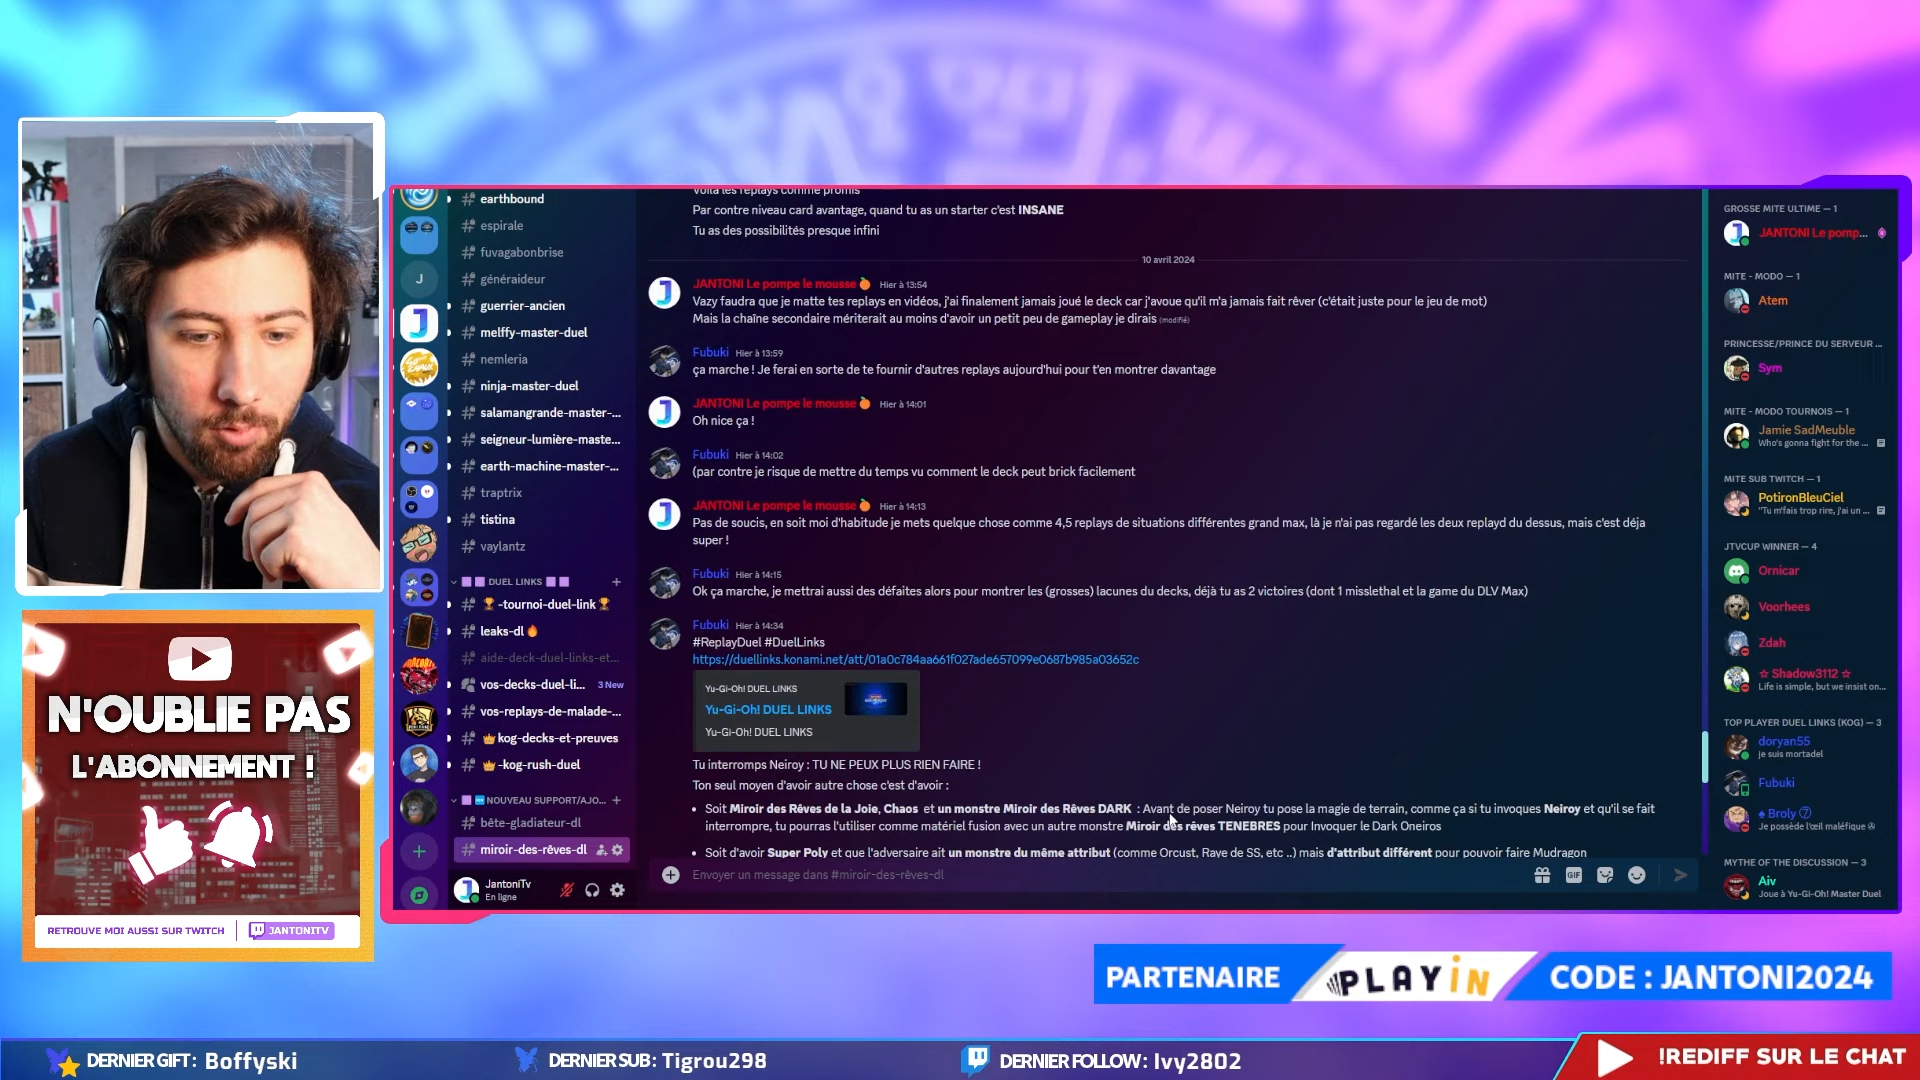 earthbound
espirale
fuvagabonbrise
J
généraideur
guerrier-ancien
melffy-master-duel
nemleria
ninja-master-duel
salamangrande-master-...
seigneur-lumière-maste...
earth-machine-master-...
traptrix
tistina
vaylantz
DUEL LINKS
-tournoi-duel-link
leaks-dl
aide-deck-duel-links-et...
vos-decks-duel-li... 3 New
vos-replays-de-malade-...
kog-decks-et-preuves
-kog-rush-duel
NOUVEAU SUPPORT/AJO...
bête-gladiateur-dl
miroir-des-rêves-dl
JantoniTv
En ligne
Voilà les replays comme promis
Par contre niveau card avantage, quand tu as un starter c'est INSANE
Tu as des possibilités presque infini
10 avril 2024
JANTONI Le pompe le mousse Hier à 13:54
Vazy faudra que je matte tes replays en vidéos, j'ai finalement jamais joué le deck car j'avoue qu'il m'a jamais fait rêver (c'était juste pour le jeu de mot)
Mais la chaîne secondaire mériterait au moins d'avoir un petit peu de gameplay je dirais (modifié)
Fubuki Hier à 13:59
ça marche ! Je ferai en sorte de te fournir d'autres replays aujourd'hui pour t'en montrer davantage
JANTONI Le pompe le mousse Hier à 14:01
Oh nice ça !
Fubuki Hier à 14:02
(par contre je risque de mettre du temps vu comment le deck peut brick facilement
JANTONI Le pompe le mousse Hier à 14:13
Pas de soucis, en soit moi d'habitude je mets quelque chose comme 4,5 replays de situations différentes grand max, là je n'ai pas regardé les deux replayd du dessus, mais c'est déja
super !
Fubuki Hier à 14:15
Ok ça marche, je mettrai aussi des défaites alors pour montrer les (grosses) lacunes du decks, déjà tu as 2 victoires (dont 1 misslethal et la game du DLV Max)
Fubuki Hier à 14:34
#ReplayDuel #DuelLinks
https://duellinks.konami.net/att/01a0c784aa661f027ade657099e0687b985a03652c
Yu-Gi-Oh! DUEL LINKS
Yu-Gi-Oh! DUEL LINKS
Yu-Gi-Oh! DUEL LINKS
Tu interromps Neiroy : TU NE PEUX PLUS RIEN FAIRE !
Ton seul moyen d'avoir autre chose c'est d'avoir :
• Soit Miroir des Rêves de la Joie, Chaos et un monstre Miroir des Rêves DARK : Avant de poser Neiroy tu pose la magie de terrain, comme ça si tu invoques Neiroy et qu'il se fait
interrompre, tu pourras l'utiliser comme matériel fusion avec un autre monstre Miroir des rêves TENEBRES pour Invoquer le Dark Oneiros
• Soit d'avoir Super Poly et que l'adversaire ait un monstre du même attribut (comme Orcust, Raye de SS, etc ..) mais d'attribut différent pour pouvoir faire Mudragon
Envoyer un message dans #miroir-des-rêves-dl
GIF
GROSSE MITE ULTIME — 1
JANTONI Le pomp...
MITE - MODO — 1
Atem
PRINCESSE/PRINCE DU SERVEUR ...
Sym
MITE - MODO TOURNOIS — 1
Jamie SadMeuble
Who's gonna fight for the ...
MITE SUB TWITCH — 1
PotironBleuCiel
"Tu m'fais trop rire, j'ai un ...
JTVCUP WINNER — 4
Ornicar
Voorhees
Zdah
☆ Shadow3112 ☆
Life is simple, but we insist on...
TOP PLAYER DUEL LINKS (KOG) — 3
doryan55
je suis mortadel
Fubuki
♠ Broly ⑦
Je possède l'œil maléfique
MYTHE OF THE DISCUSSION — 3
Aiv
Joue à Yu-Gi-Oh! Master Duel
N'OUBLIE PAS
L'ABONNEMENT !
RETROUVE MOI AUSSI SUR TWITCH JANTONITV
PARTENAIRE PLAYiN CODE : JANTONI2024
DERNIER GIFT : Boffyski
DERNIER SUB : Tigrou298
DERNIER FOLLOW : Ivy2802
!REDIFF SUR LE CHAT